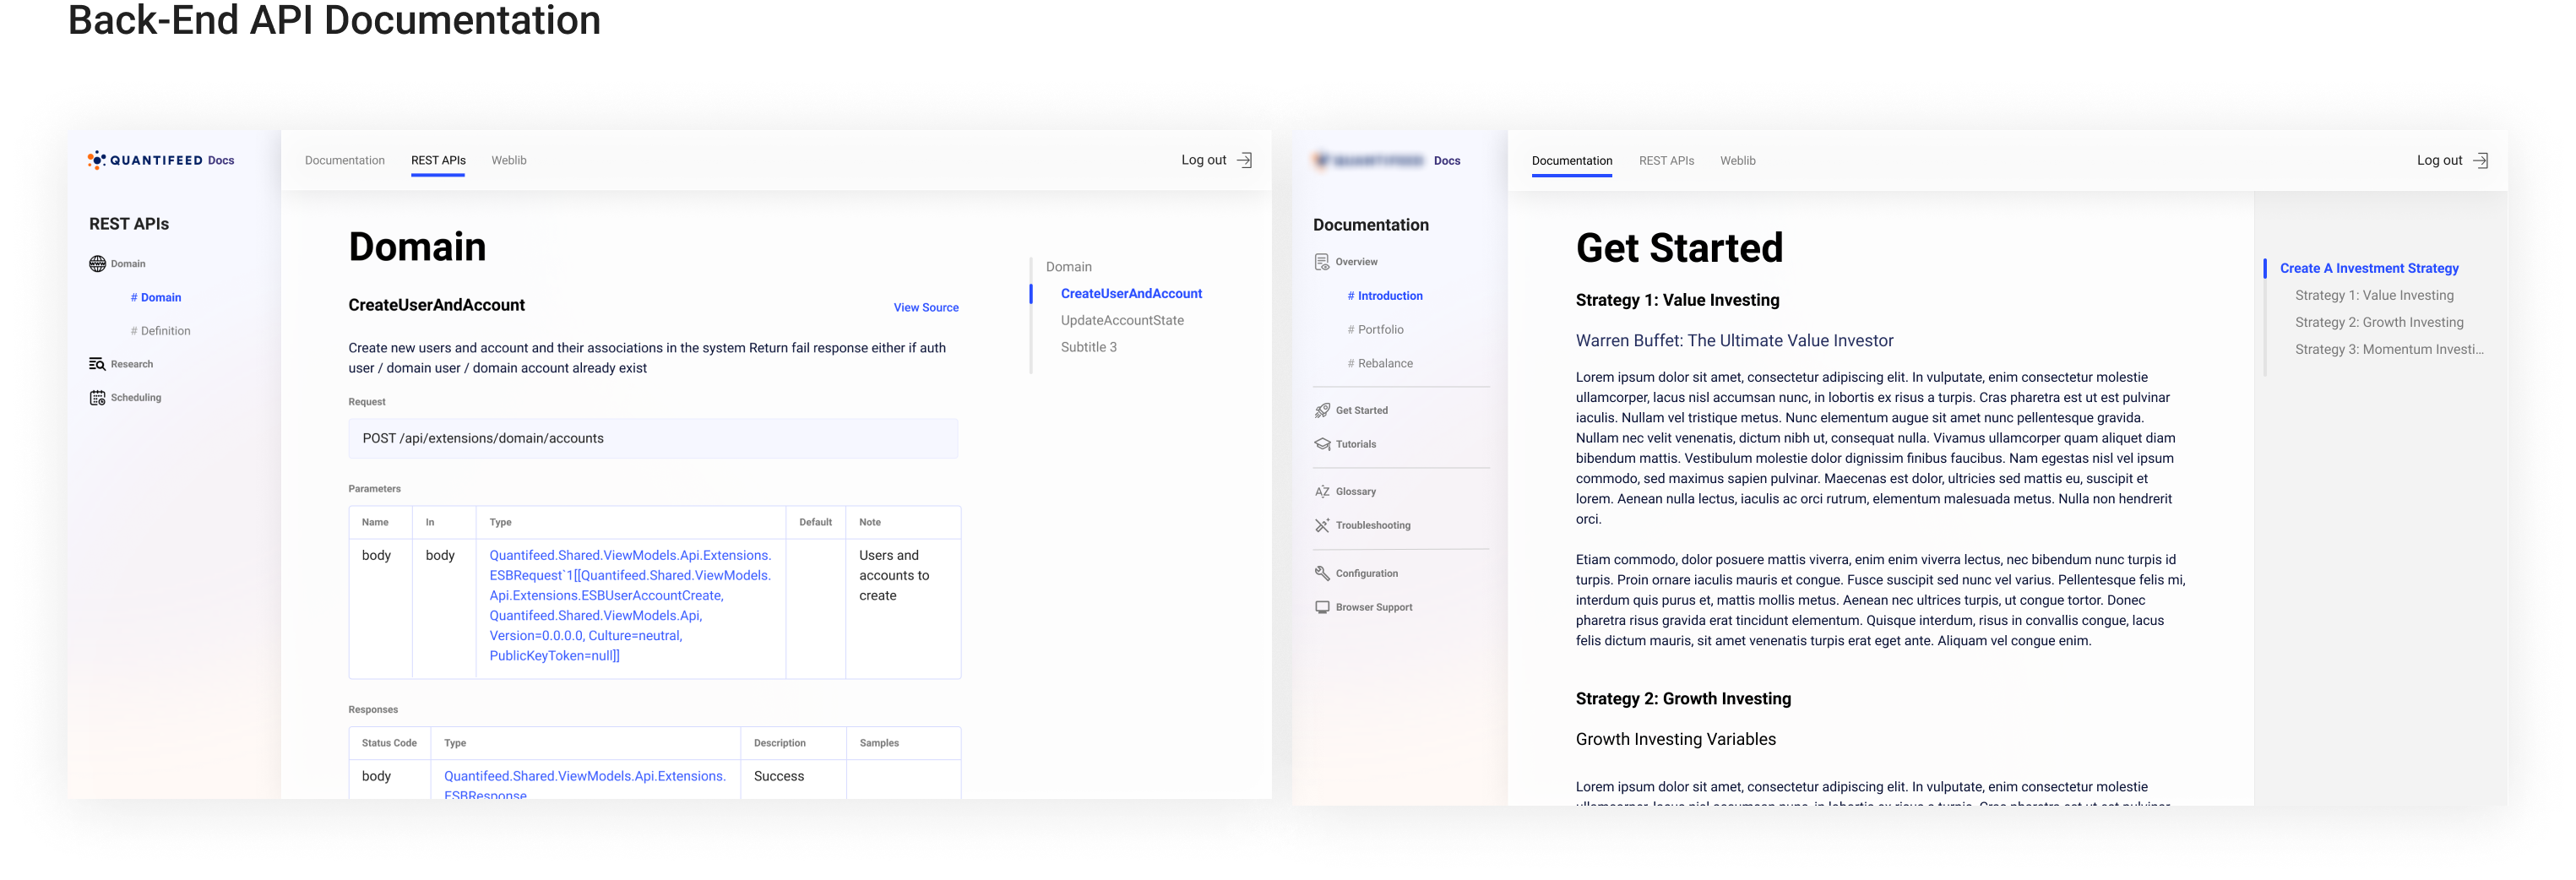 Back-End API Documentation
QUANTIFEED Docs
REST APIs
Domain
# Domain
# Definition
Research
Scheduling
Documentation REST APIs Weblib
Log out
Domain
CreateUserAndAccount
View Source
Create new users and account and their associations in the system Return fail response either if auth
user / domain user / domain account already exist
Request
POST /api/extensions/domain/accounts
Parameters
Name In Type Default Note
body body Quantifeed.Shared.ViewModels.Api.Extensions. Users and
ESBRequest`1[[Quantifeed.Shared.ViewModels. accounts to
Api.Extensions.ESBUserAccountCreate, create
Quantifeed.Shared.ViewModels.Api,
Version=0.0.0.0, Culture=neutral,
PublicKeyToken=null]]
Responses
Status Code Type Description Samples
body Quantifeed.Shared.ViewModels.Api.Extensions. Success
ESBResponse
Domain
CreateUserAndAccount
UpdateAccountState
Subtitle 3
Docs
Documentation
Overview
# Introduction
# Portfolio
# Rebalance
Get Started
Tutorials
AZ Glossary
Troubleshooting
Configuration
Browser Support
Documentation REST APIs Weblib
Log out
Get Started
Strategy 1: Value Investing
Warren Buffet: The Ultimate Value Investor
Lorem ipsum dolor sit amet, consectetur adipiscing elit. In vulputate, enim consectetur molestie
ullamcorper, lacus nisl accumsan nunc, in lobortis ex risus a turpis. Cras pharetra est ut est pulvinar
iaculis. Nullam vel tristique metus. Nunc elementum augue sit amet nunc pellentesque gravida.
Nullam nec velit venenatis, dictum nibh ut, consequat nulla. Vivamus ullamcorper quam aliquet diam
bibendum mattis. Vestibulum molestie dolor dignissim finibus faucibus. Nam egestas nisl vel ipsum
commodo, sed maximus sapien pulvinar. Maecenas est dolor, ultricies sed mattis eu, suscipit et
lorem. Aenean nulla lectus, iaculis ac orci rutrum, elementum malesuada metus. Nulla non hendrerit
orci.
Etiam commodo, dolor posuere mattis viverra, enim enim viverra lectus, nec bibendum nunc turpis id
turpis. Proin ornare iaculis mauris et congue. Fusce suscipit sed nunc vel varius. Pellentesque felis mi,
interdum quis purus et, mattis mollis metus. Aenean nec ultrices turpis, ut congue tortor. Donec
pharetra risus gravida erat tincidunt elementum. Quisque interdum, risus in convallis congue, lacus
felis dictum mauris, sit amet venenatis turpis erat eget ante. Aliquam vel congue enim.
Strategy 2: Growth Investing
Growth Investing Variables
Lorem ipsum dolor sit amet, consectetur adipiscing elit. In vulputate, enim consectetur molestie
ullamcorper, lacus nisl accumsan nunc, in lobortis ex risus a turpis. Cras pharetra est ut est pulvinar
Create A Investment Strategy
Strategy 1: Value Investing
Strategy 2: Growth Investing
Strategy 3: Momentum Investi...